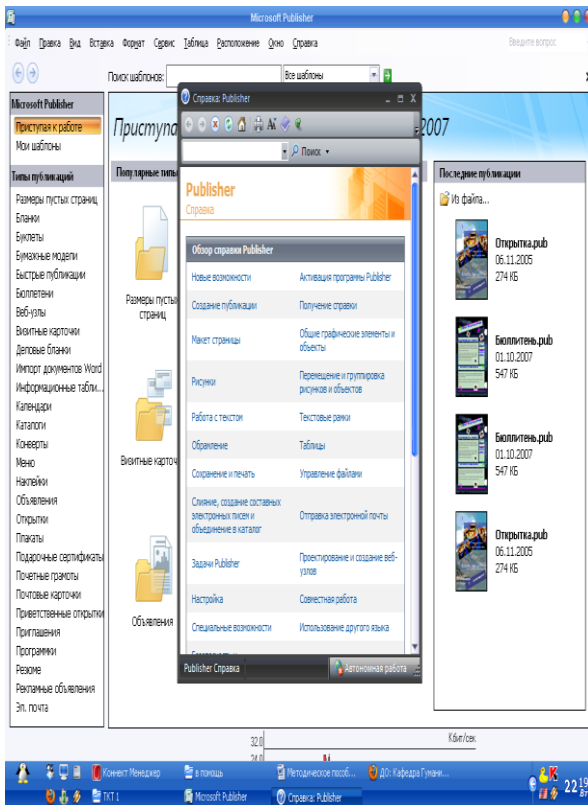 Microsoft Publisher
Файл Правка Вид Вставка Формат Сервис Таблица Расположение Окно Справка
Введите вопрос
Поиск шаблонов:
Все шаблоны
Microsoft Publisher
Приступая к работе
Мои шаблоны
Типы публикаций
Размеры пустых страниц
Бланки
Буклеты
Бумажные модели
Быстрые публикации
Бюллетени
Веб-узлы
Визитные карточки
Деловые бланки
Импорт документов Word
Информационные табли...
Календари
Каталоги
Конверты
Меню
Наклейки
Объявления
Открытки
Плакаты
Подарочные сертификаты
Почетные грамоты
Почтовые карточки
Приветственные открытки
Приглашения
Программки
Резюме
Рекламные объявления
Эл. почта
Приступа
2007
Популярные типы
Размеры пустых
страниц
Визитные карточ
Объявления
Справка: Publisher
Поиск
Publisher
Справка
Обзор справки Publisher
Новые возможности
Активация программы Publisher
Создание публикации
Получение справки
Макет страницы
Общие графические элементы и
объекты
Рисунки
Перемещение и группировка
рисунков и объектов
Работа с текстом
Текстовые рамки
Обрамление
Таблицы
Сохранение и печать
Управление файлами
Слияние, создание составных
электронных писем и
объединение в каталог
Отправка электронной почты
Задачи Publisher
Проектирование и создание веб-
узлов
Настройка
Совместная работа
Специальные возможности
Использование другого языка
Publisher Справка
Автономная работа
Последние публикации
Из файла...
Открытка.pub
06.11.2005
274 КБ
Бюллитень.pub
01.10.2007
547 КБ
Бюллитень.pub
01.10.2007
547 КБ
Открытка.pub
06.11.2005
274 КБ
32.0
Кбит/сек
24.0
Коннект Менеджер
в помощь
Методическое пособ...
ДО: Кафедра Гумани...
ТКТ 1
Microsoft Publisher
Справка: Publisher
22 19